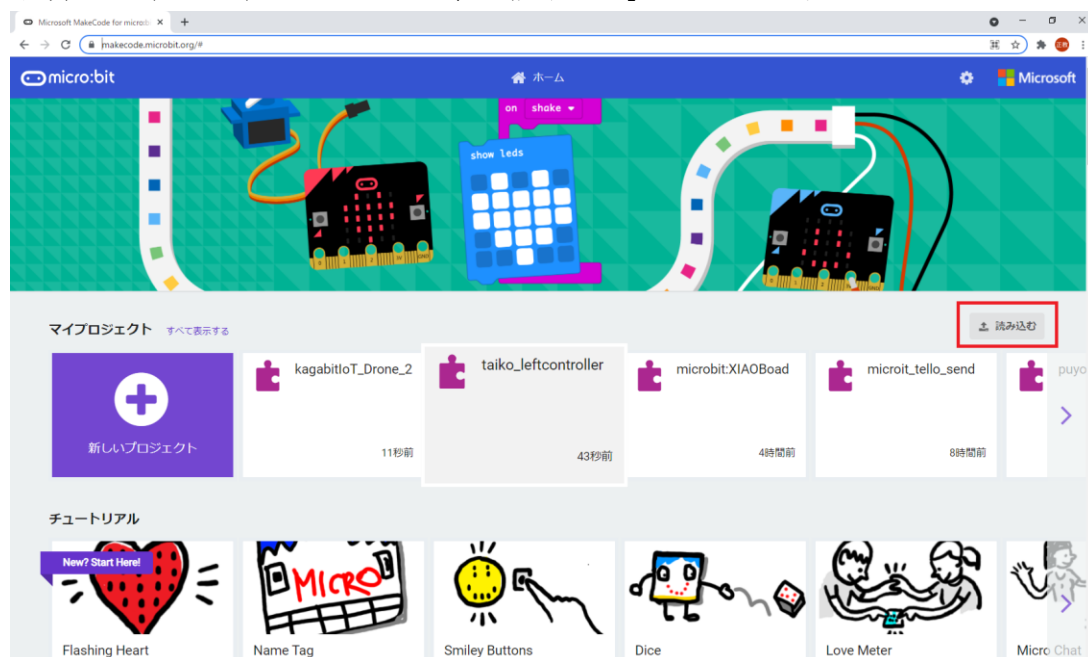 Microsoft MakeCode for micro:b
makecode.microbit.org/#
micro:bit
ホーム
Microsoft
on shake
show leds
マイプロジェクト すべて表示する
読み込む
新しいプロジェクト
kagabitIoT_Drone_2
11秒前
taiko_leftcontroller
43秒前
microbit:XIAOBoad
4時間前
microit_tello_send
8時間前
puyo
チュートリアル
New? Start Here!
MICRO
Flashing Heart
Name Tag
Smiley Buttons
Dice
Love Meter
Micro Chat